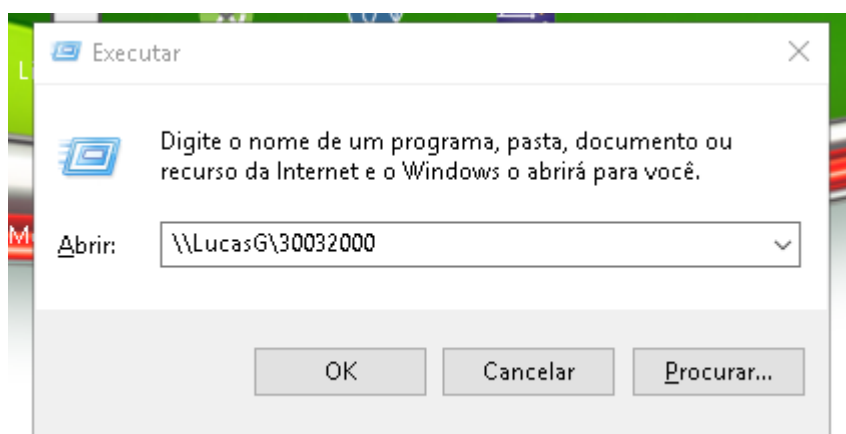 Executar
Digite o nome de um programa, pasta, documento ou
recurso da Internet e o Windows o abrirá para você.
Abrir: \\LucasG\30032000
OK Cancelar Procurar...